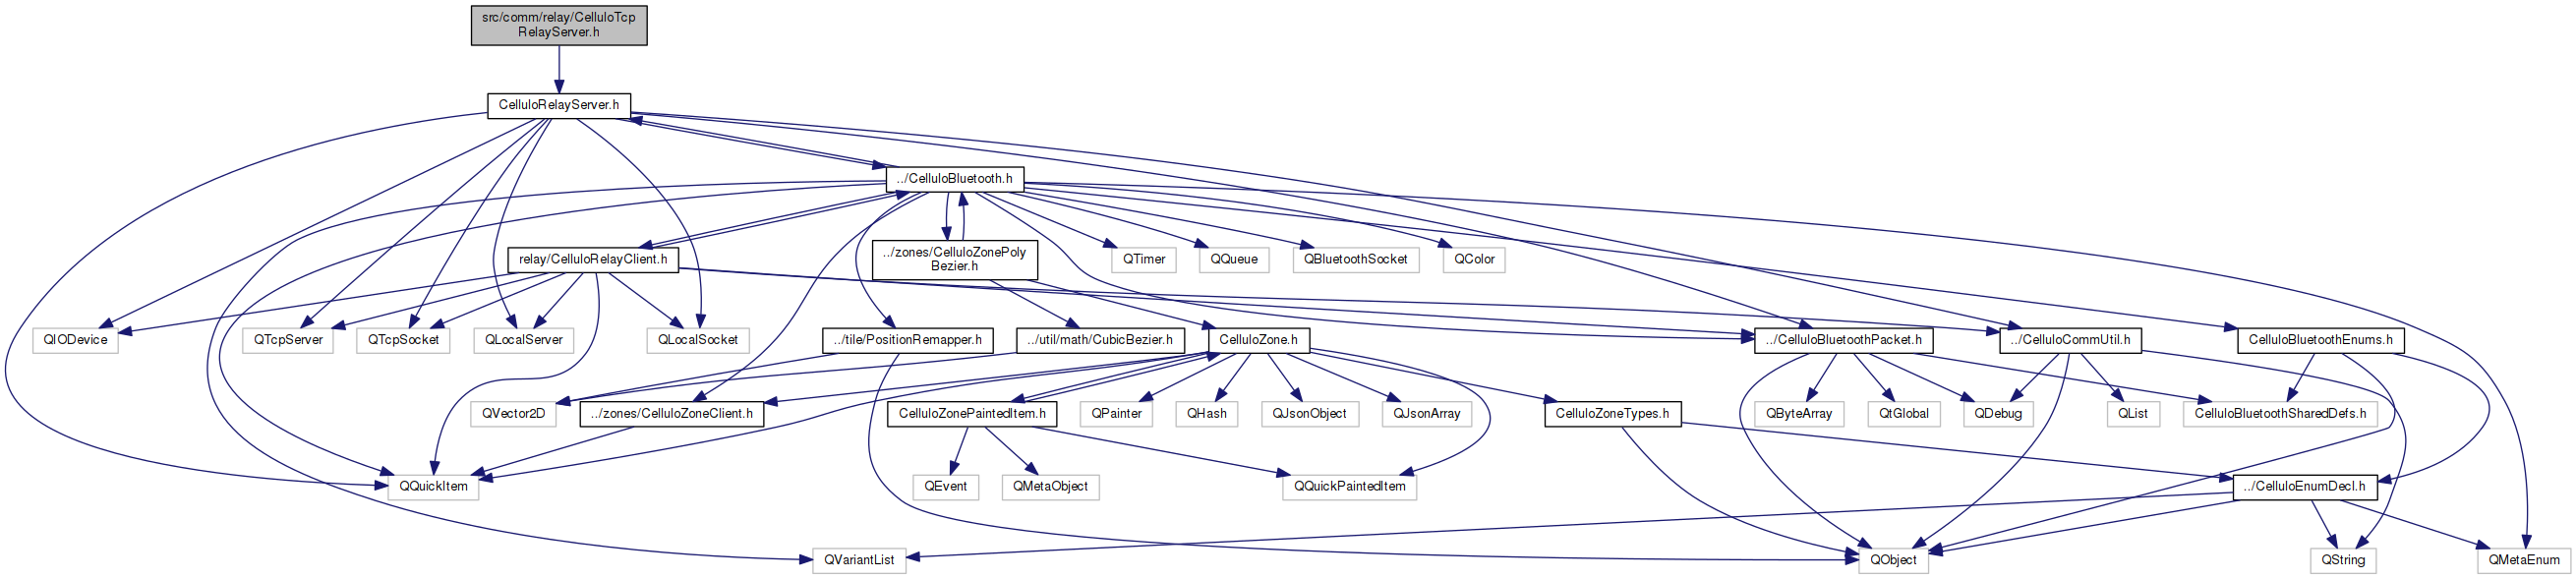 src/comm/relay/CelluloTcp
RelayServer.h
CelluloRelayServer.h
../CelluloBluetooth.h
relay/CelluloRelayClient.h
../zones/CelluloZonePoly
Bezier.h
QTimer
QQueue
QBluetoothSocket
QColor
QIODevice
QTcpServer
QTcpSocket
QLocalServer
QLocalSocket
../tile/PositionRemapper.h
../util/math/CubicBezier.h
CelluloZone.h
../CelluloBluetoothPacket.h
../CelluloCommUtil.h
CelluloBluetoothEnums.h
QVector2D
../zones/CelluloZoneClient.h
CelluloZonePaintedItem.h
QPainter
QHash
QJsonObject
QJsonArray
CelluloZoneTypes.h
QByteArray
QtGlobal
QDebug
QList
CelluloBluetoothSharedDefs.h
QQuickItem
QEvent
QMetaObject
QQuickPaintedItem
../CelluloEnumDecl.h
QVariantList
QObject
QString
QMetaEnum